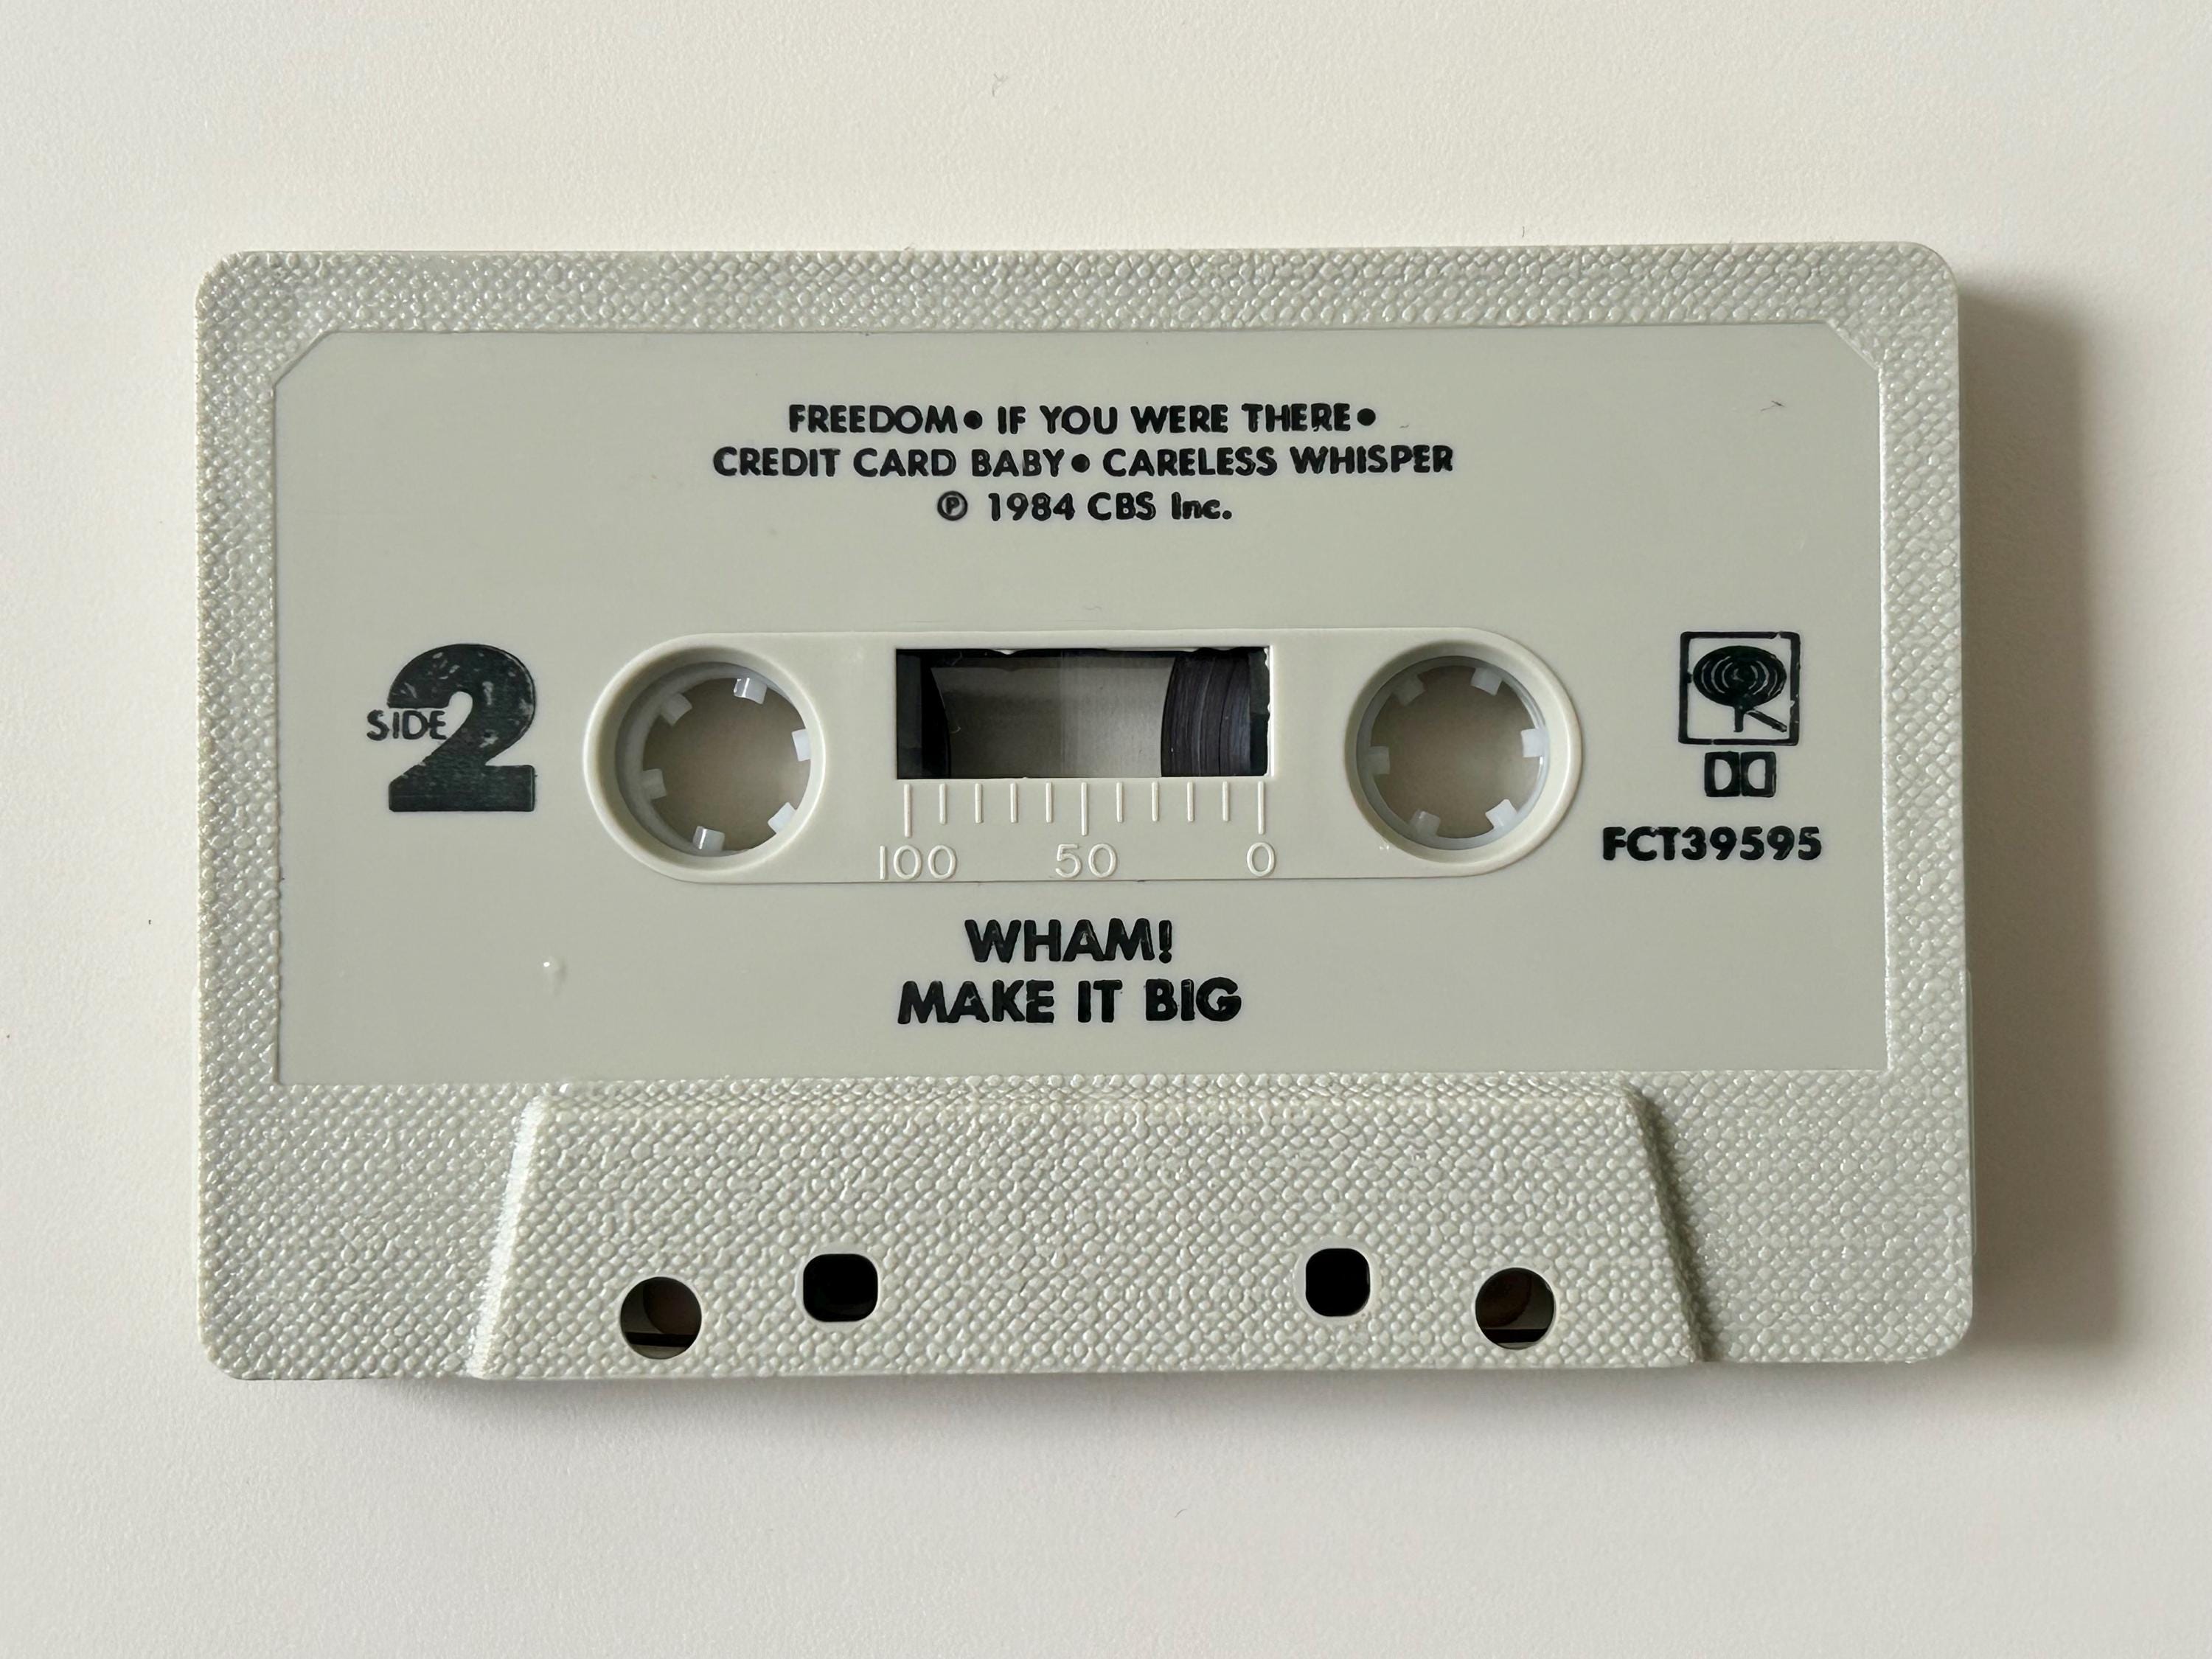 FREEDOM• IF YOU WERE THERE•
CREDIT CARD BABY• CARELESS WHISPER
℗ 1984 CBS Inc.
SIDE 2
100 50 0
FCT39595
WHAM!
MAKE IT BIG